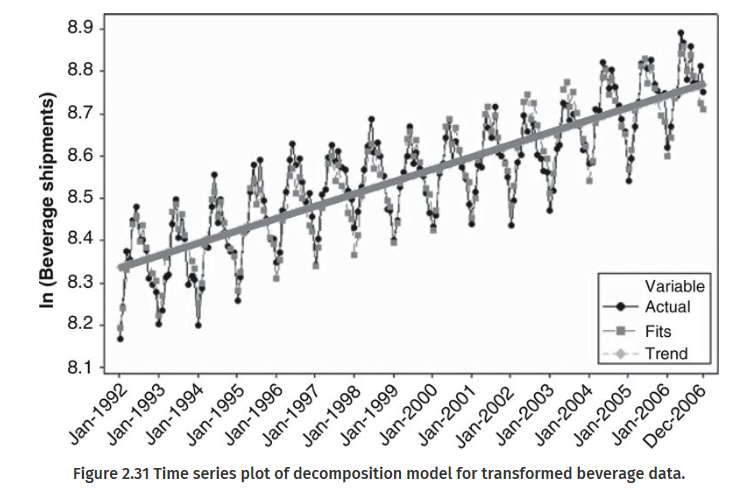 ln (Beverage shipments)
8.9
8.8
8.7
8.6
8.5
8.4
8.3
8.2
8.1
Variable
Actual
Fits
Trend
Jan-1992
Jan-1993
Jan-1994
Jan-1995
Jan-1996
Jan-1997
Jan-1998
Jan-1999
Jan-2000
Jan-2001
Jan-2002
Jan-2003
Jan-2004
Jan-2005
Jan-2006
Dec-2006
Figure 2.31 Time series plot of decomposition model for transformed beverage data.